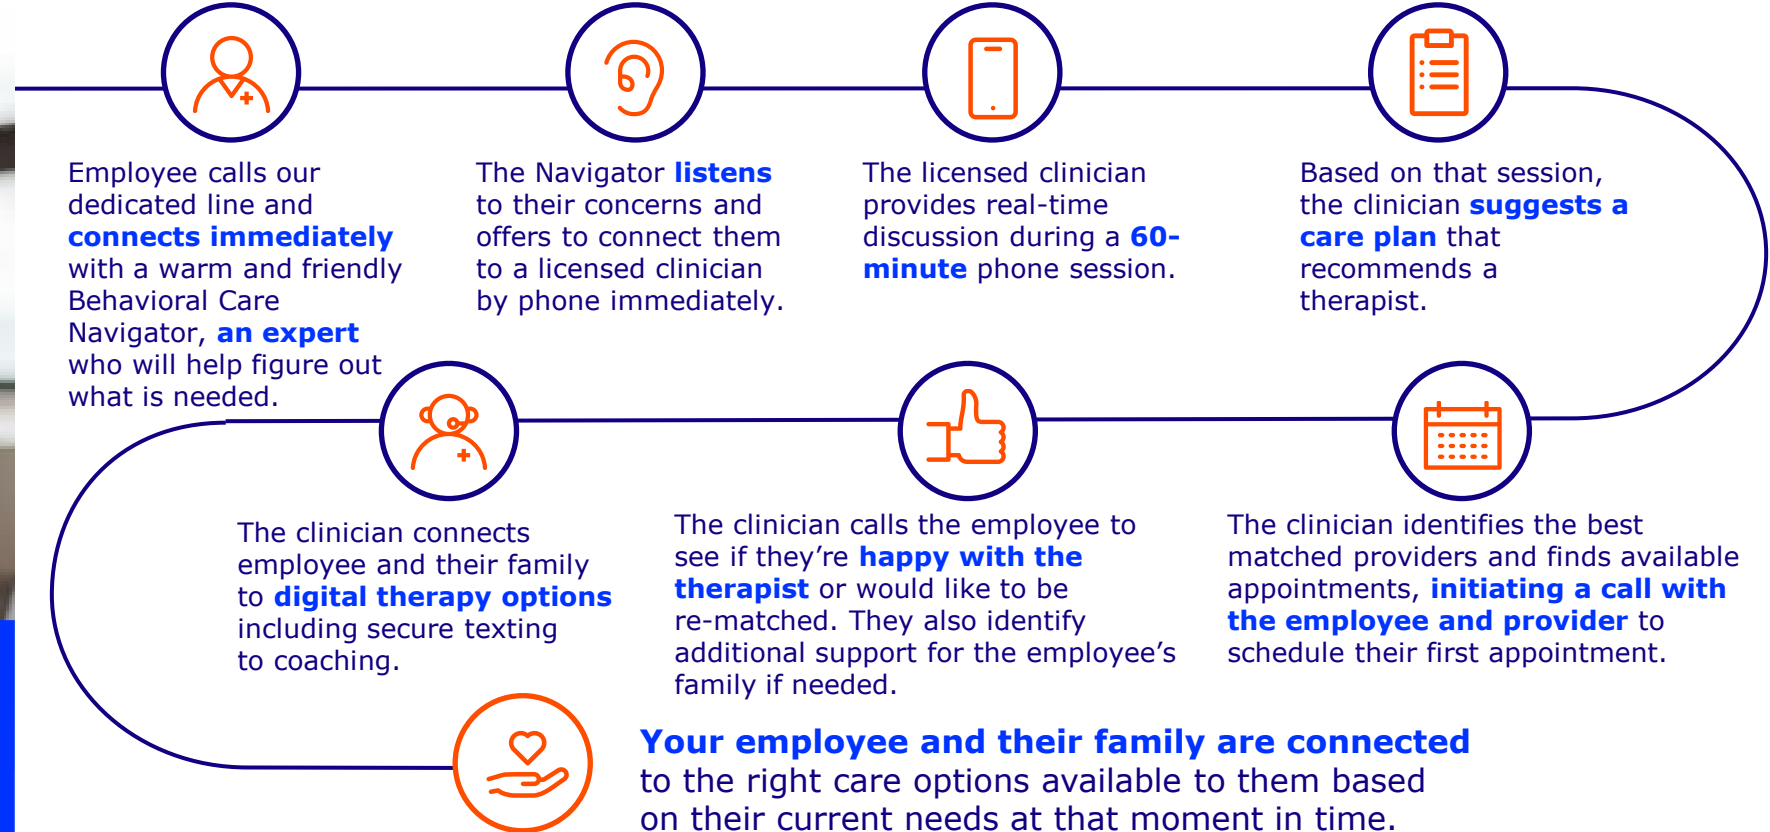 Employee calls our
dedicated line and
connects immediately
with a warm and friendly
Behavioral Care
Navigator, an expert
who will help figure out
what is needed.
The Navigator listens
to their concerns and
offers to connect them
to a licensed clinician
by phone immediately.
The licensed clinician
provides real-time
discussion during a 60-
minute phone session.
Based on that session,
the clinician suggests a
care plan that
recommends a
therapist.
The clinician identifies the best
matched providers and finds available
appointments, initiating a call with
the employee and provider to
schedule their first appointment.
The clinician calls the employee to
see if they’re happy with the
therapist or would like to be
re-matched. They also identify
additional support for the employee’s
family if needed.
The clinician connects
employee and their family
to digital therapy options
including secure texting
to coaching.
Your employee and their family are connected
to the right care options available to them based
on their current needs at that moment in time.